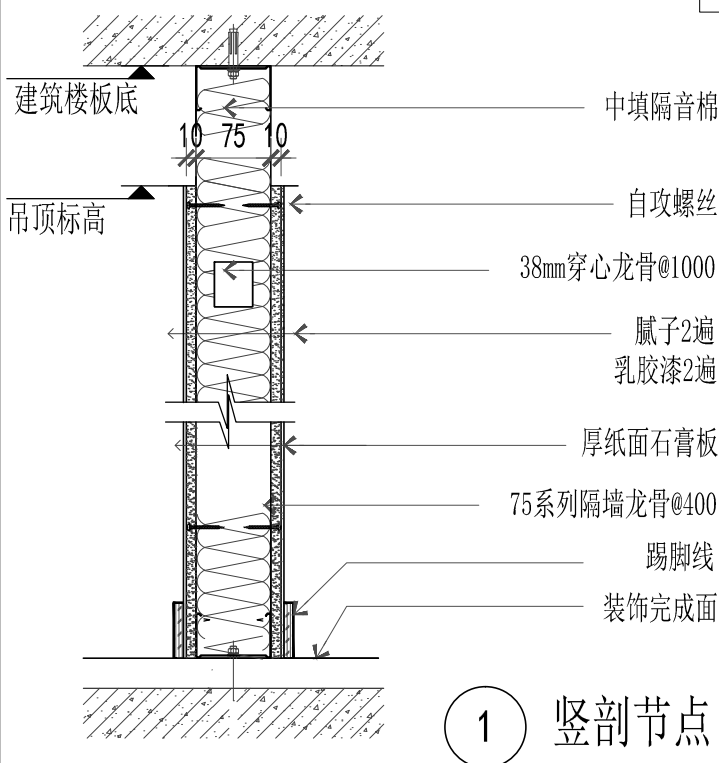 建筑楼板底
中填隔音棉
10 75 10
吊顶标高
自攻螺丝
38mm穿心龙骨@1000
腻子2遍
乳胶漆2遍
厚纸面石膏板
75系列隔墙龙骨@400
踢脚线
装饰完成面
1 竖剖节点